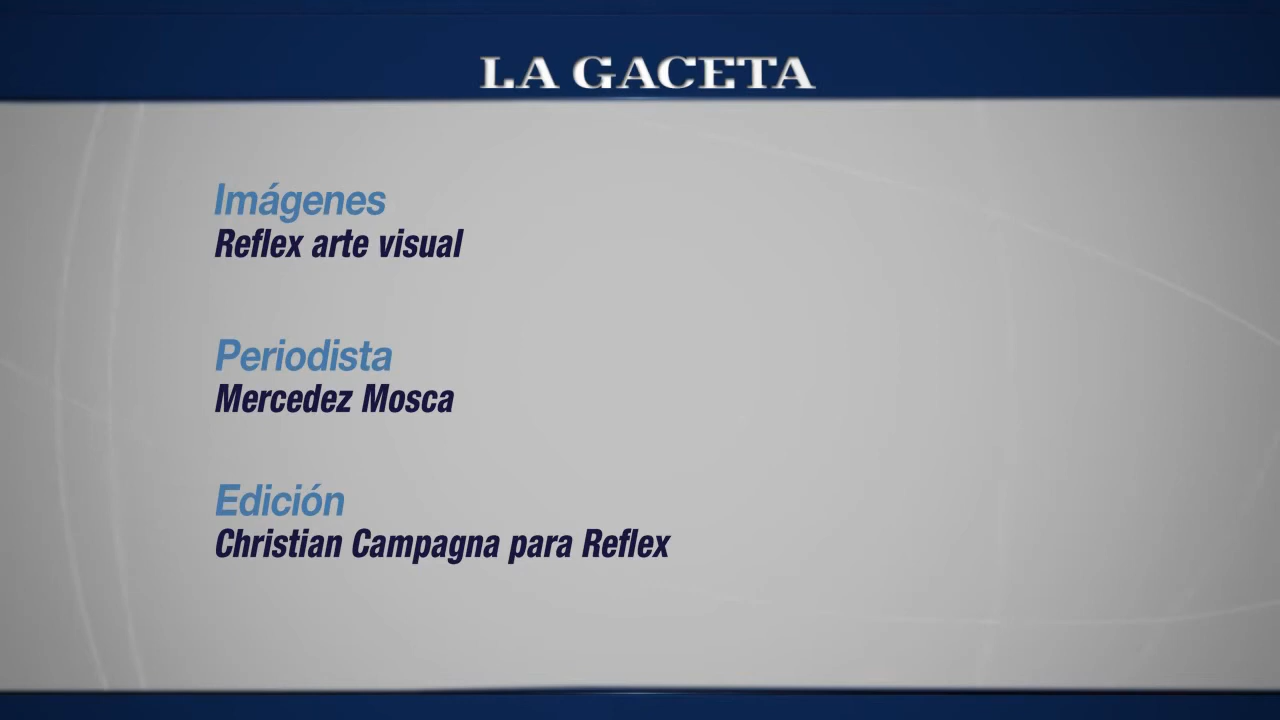 LA GACETA
Imágenes
Reflex arte visual
Periodista
Mercedez Mosca
Edición
Christian Campagna para Reflex